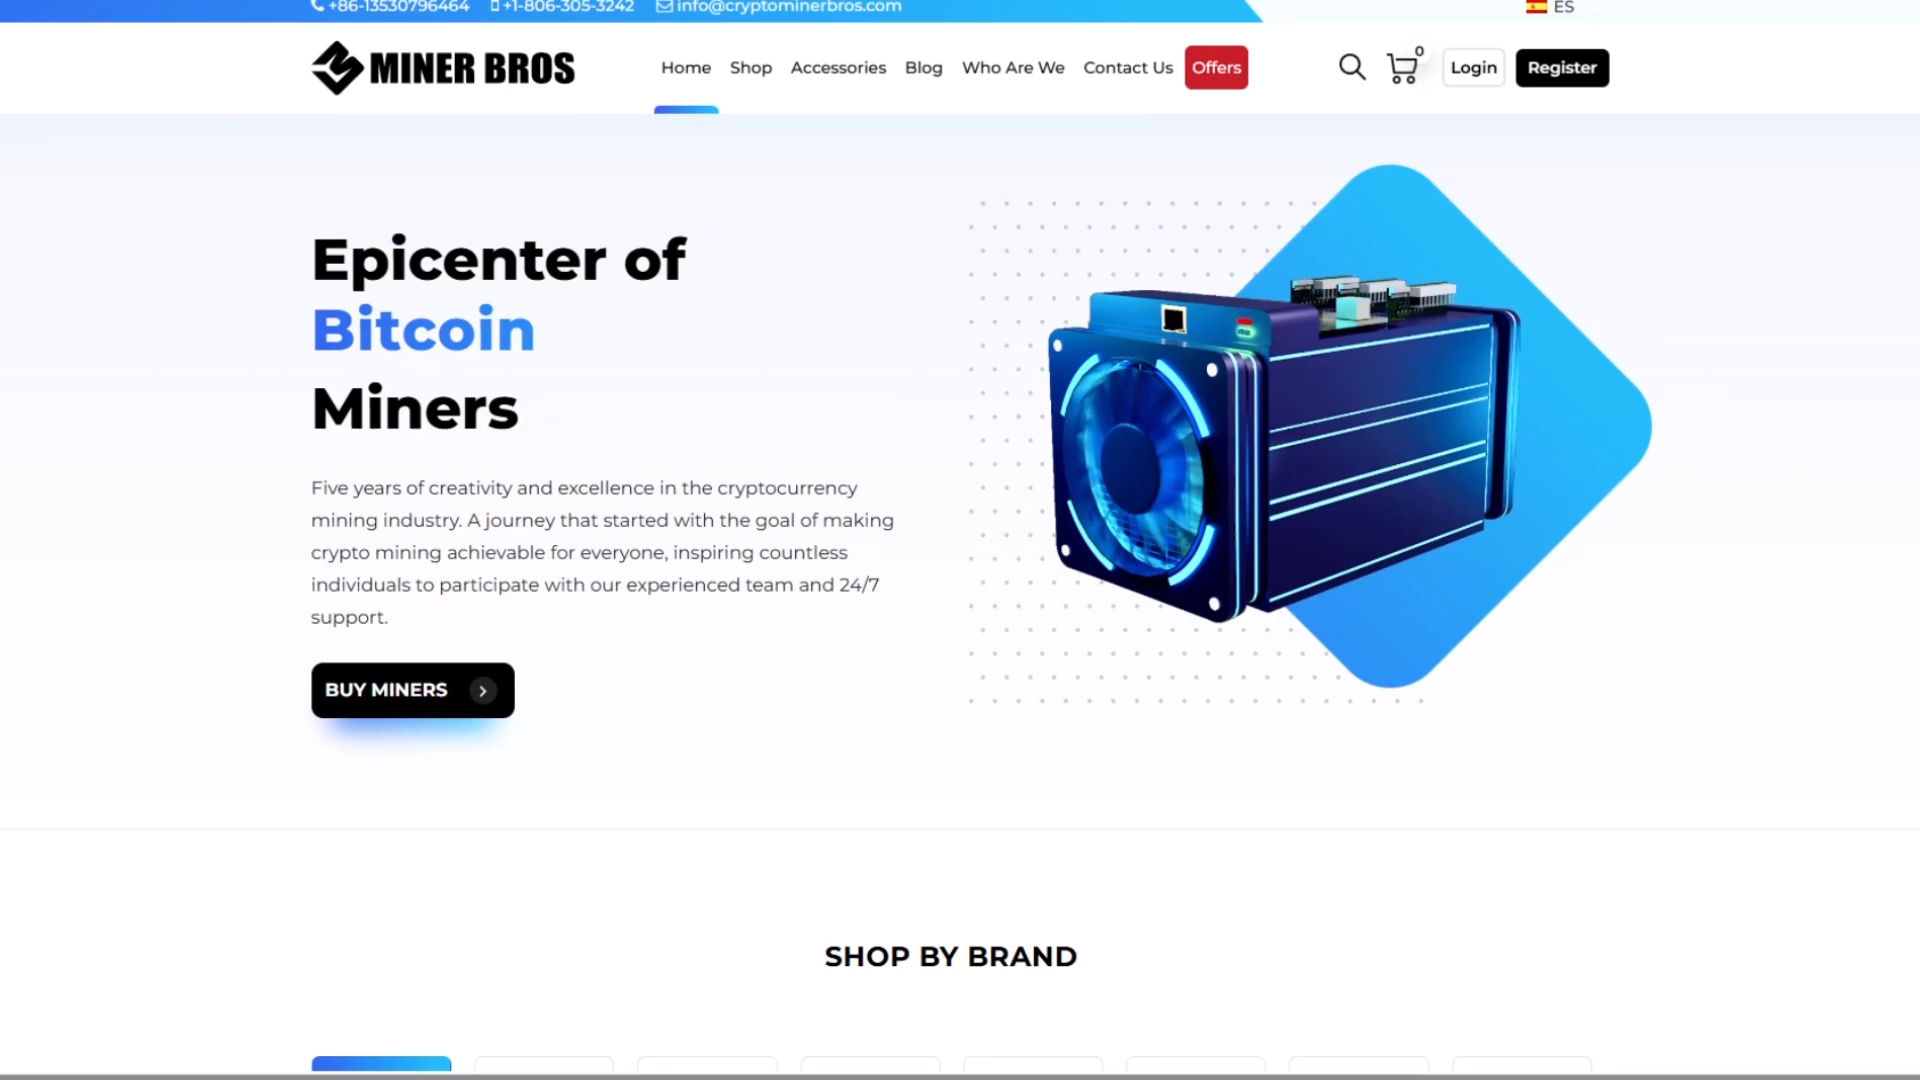 +86-13530796464 +1-806-305-3242 info@cryptominerbros.com ES
MINER BROS Home Shop Accessories Blog Who Are We Contact Us Offers 0 Login Register
Epicenter of
Bitcoin
Miners
Five years of creativity and excellence in the cryptocurrency
mining industry. A journey that started with the goal of making
crypto mining achievable for everyone, inspiring countless
individuals to participate with our experienced team and 24/7
support.
BUY MINERS
SHOP BY BRAND